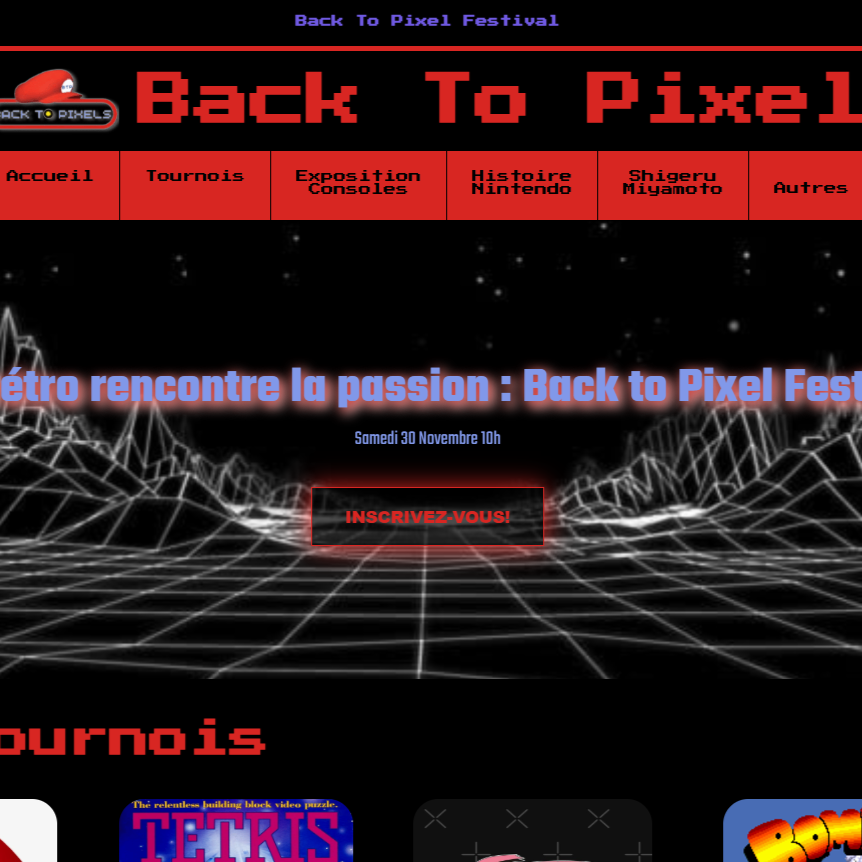 Back To Pixel Festival
BACK TO PIXELS
Back To Pixel
Accueil
Tournois
Exposition
Consoles
Histoire
Nintendo
Shigeru
Miyamoto
Autres
étro rencontre la passion : Back to Pixel Fest
Samedi 30 Novembre 10h
INSCRIVEZ-VOUS!
ournois
The relentless building block video puzzle.
TETRIS
BOM